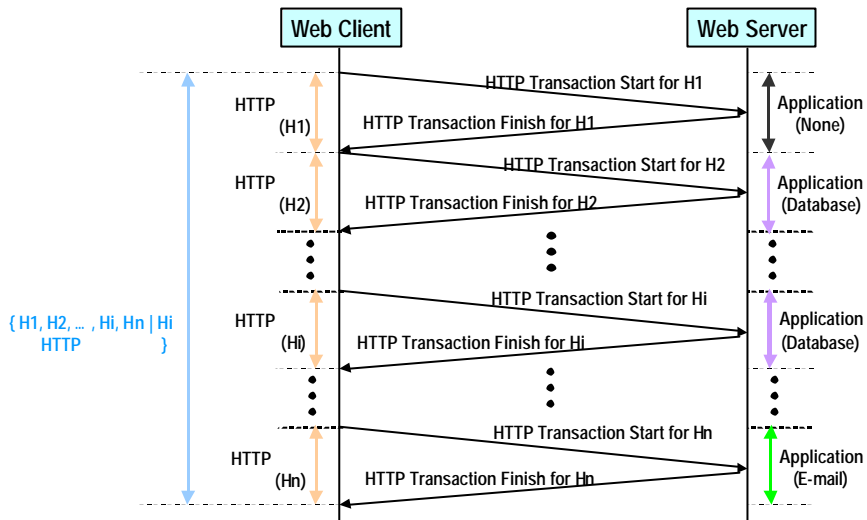 Web Client
Web Server
HTTP Transaction Start for H1
HTTP
(H1)
Application
(None)
HTTP Transaction Finish for H1
HTTP Transaction Start for H2
HTTP
(H2)
Application
(Database)
HTTP Transaction Finish for H2
HTTP Transaction Start for Hi
{ H1, H2, ... , Hi, Hn | Hi
HTTP }
HTTP
(Hi)
Application
(Database)
HTTP Transaction Finish for Hi
HTTP Transaction Start for Hn
HTTP
(Hn)
Application
(E-mail)
HTTP Transaction Finish for Hn